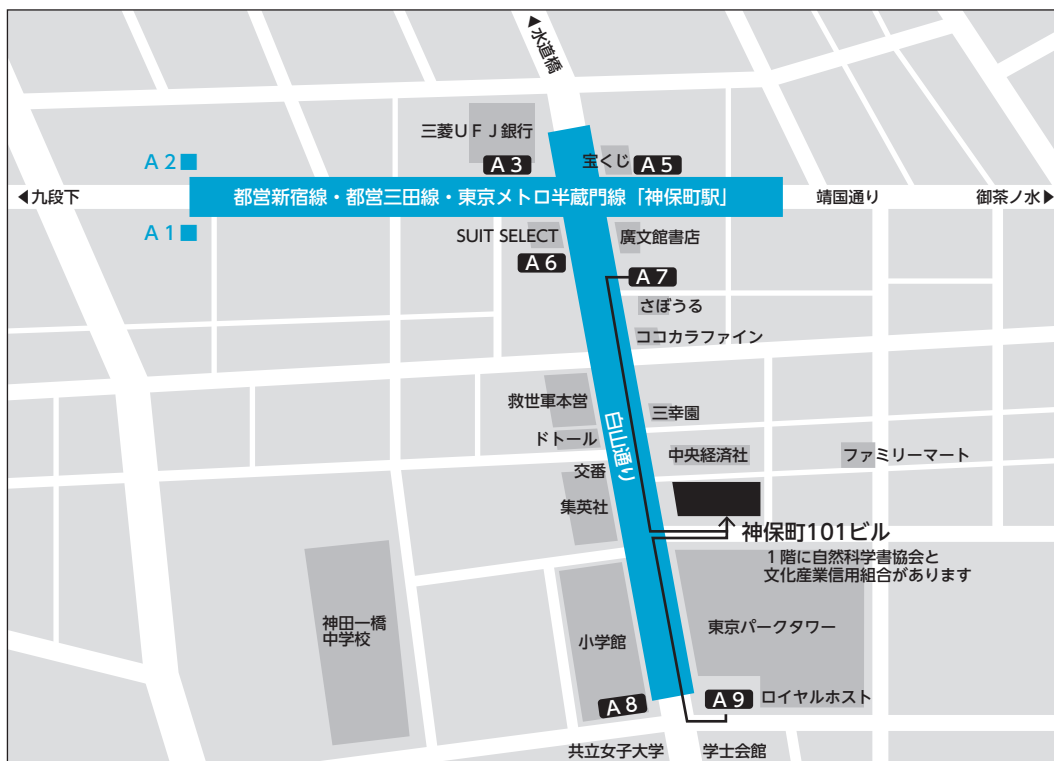 ▲水道橋
三菱UFJ銀行
宝くじ
A2■
A3
A5
◀九段下
都営新宿線・都営三田線・東京メトロ半蔵門線「神保町駅」
靖国通り
御茶ノ水▶
A1■
SUIT SELECT
廣文館書店
A6
A7
さぼうる
ココカラファイン
救世軍本営
三幸園
ドトール
白山通り
中央経済社
ファミリーマート
交番
集英社
神保町101ビル
1階に自然科学書協会と
文化産業信用組合があります
神田一橋
中学校
小学館
東京パークタワー
A8
A9
ロイヤルホスト
共立女子大学
学士会館